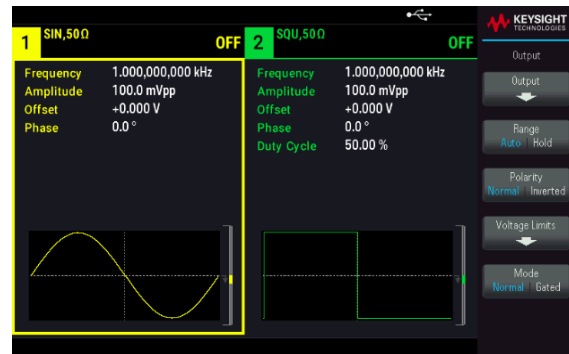 KEYSIGHT
TECHNOLOGIES
1 SIN,50Ω OFF
Frequency 1.000,000,000 kHz
Amplitude 100.0 mVpp
Offset +0.000 V
Phase 0.0 °
2 SQU,50Ω OFF
Frequency 1.000,000,000 kHz
Amplitude 100.0 mVpp
Offset +0.000 V
Phase 0.0 °
Duty Cycle 50.00 %
Output
Output
Range
Auto Hold
Polarity
Normal Inverted
Voltage Limits
Mode
Normal Gated